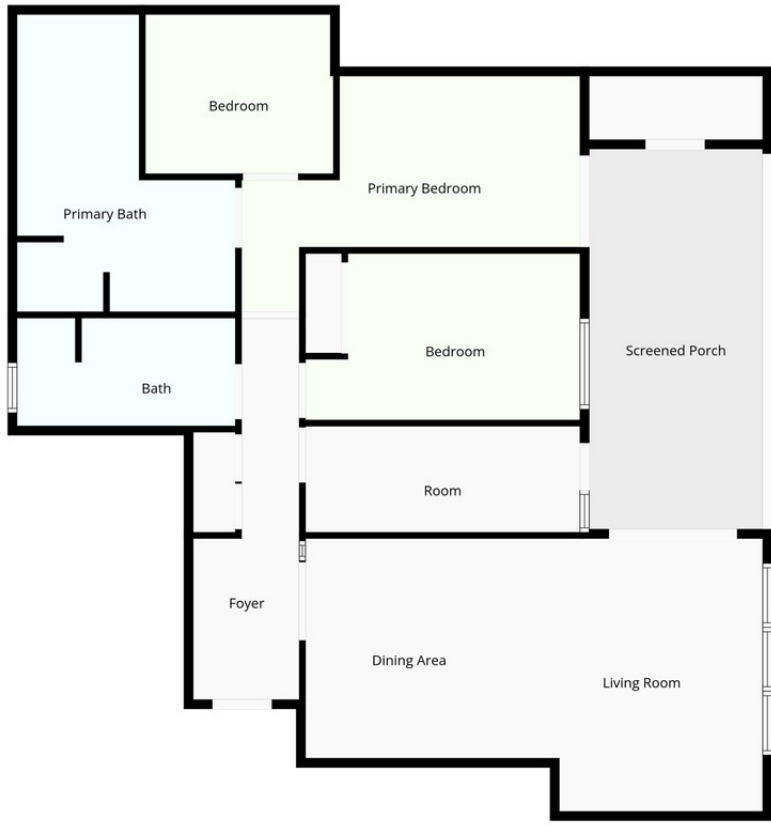 Bedroom
Primary Bedroom
Primary Bath
Bedroom
Screened Porch
Bath
Room
Foyer
Dining Area
Living Room